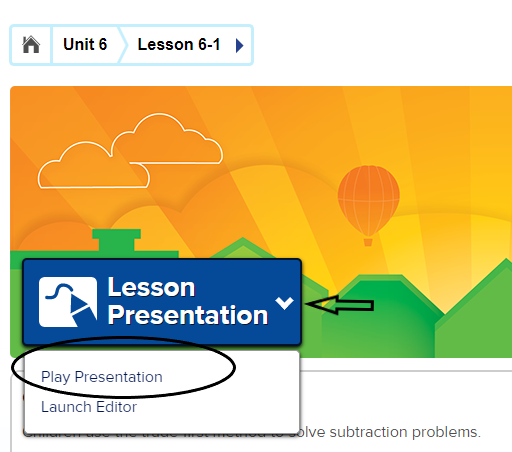 Unit 6 Lesson 6-1
Lesson
Presentation
Play Presentation
Launch Editor
Children use the trade-first method to solve subtraction problems.